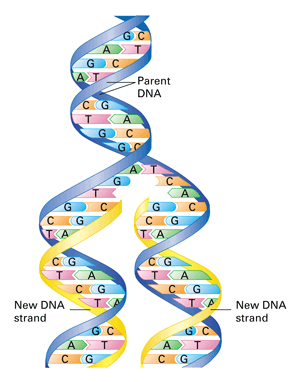 G C
A T
G C
A T
Parent
DNA
C G
T A
G C
G C
A T
T C
G A
G C G C
C G C G
T A T A
C G C G
T A G A
New DNA T A T A New DNA
strand strand
G C G C
A T A T
C G C G